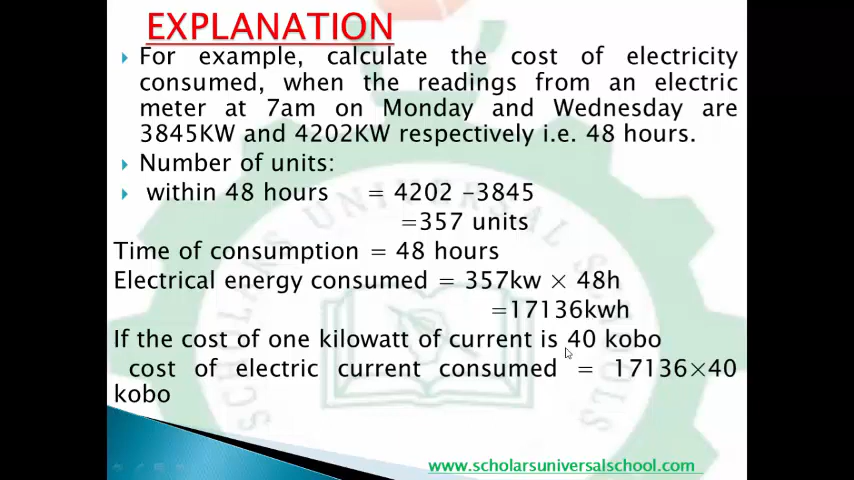 EXPLANATION
For example, calculate the cost of electricity
consumed, when the readings from an electric
meter at 7am on Monday and Wednesday are
3845KW and 4202KW respectively i.e. 48 hours.
Number of units:
within 48 hours = 4202 -3845
=357 units
Time of consumption = 48 hours
Electrical energy consumed = 357kw × 48h
=17136kwh
If the cost of one kilowatt of current is 40 kobo
cost of electric current consumed = 17136×40
kobo
www.scholarsuniversalschool.com